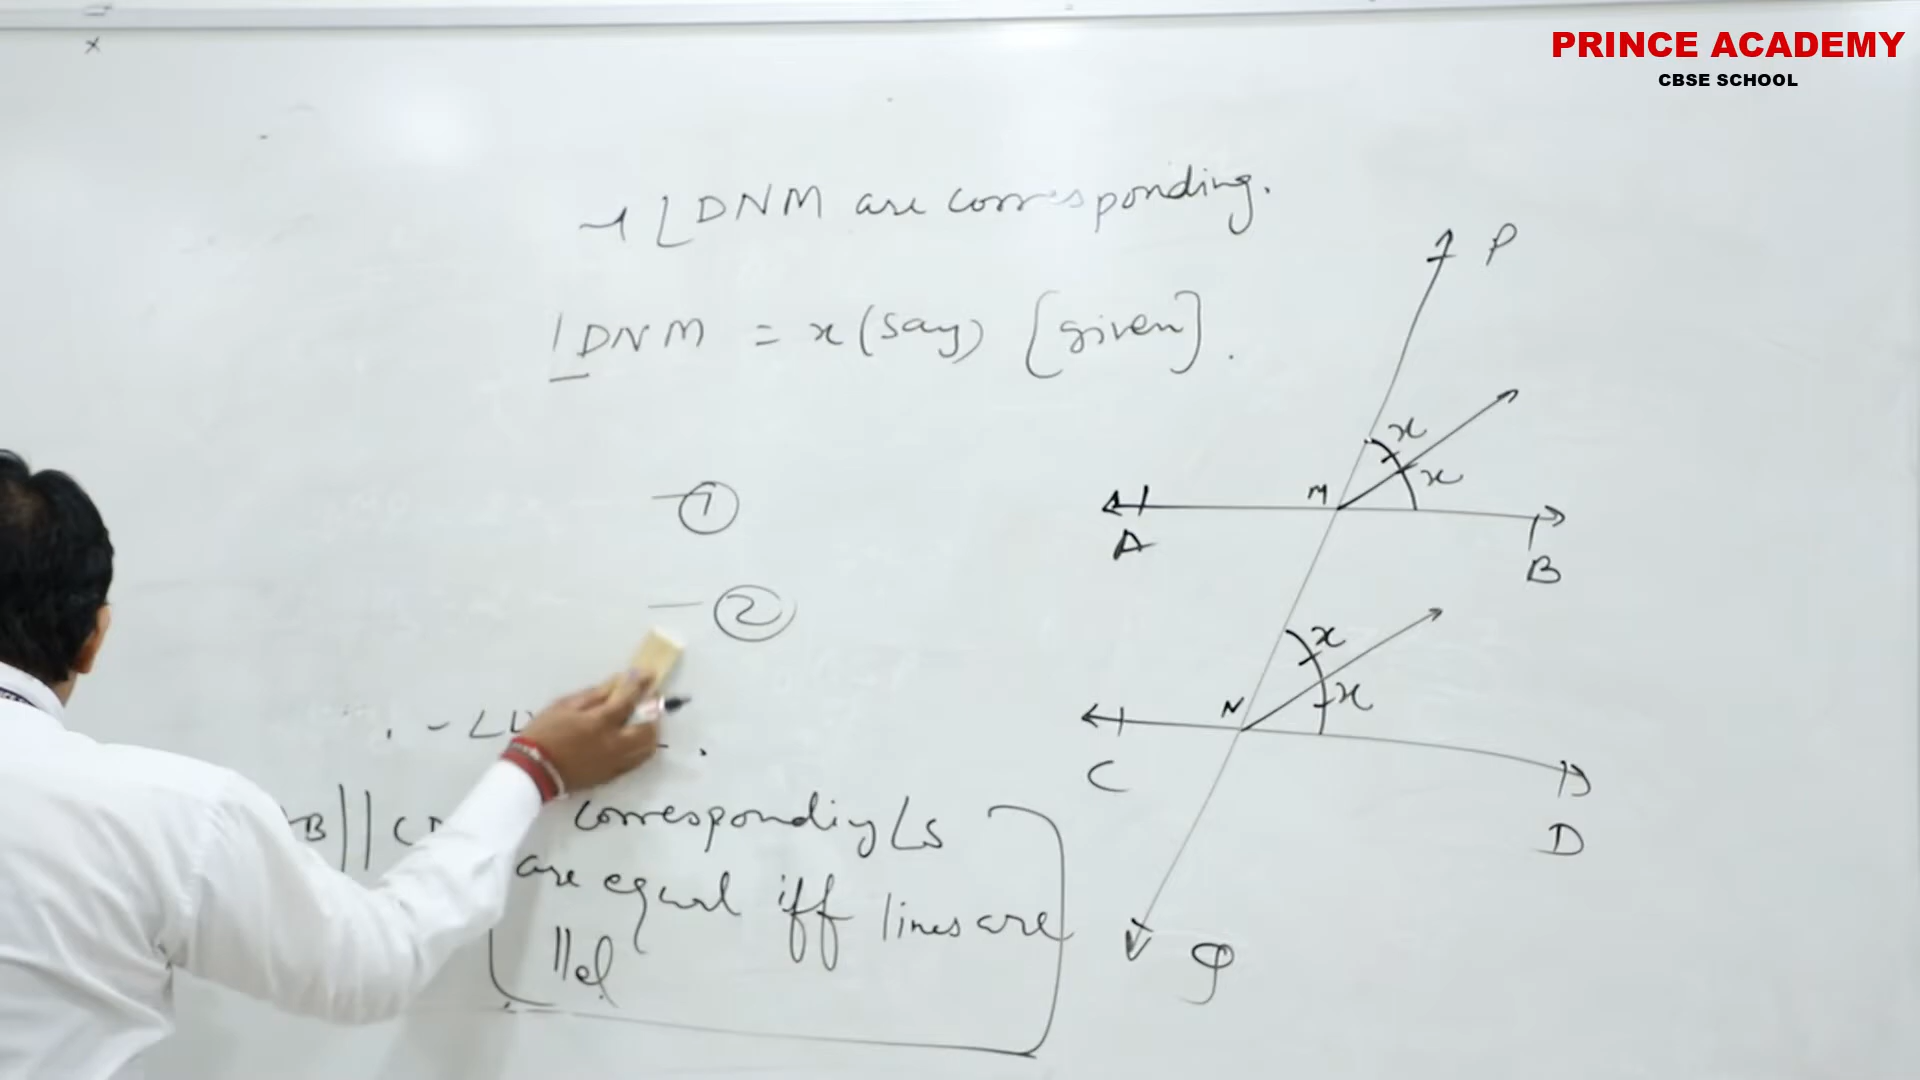 PRINCE ACADEMY
CBSE SCHOOL
∠DNM are corresponding.
∠DNM = x (say) [given].
— ①
— ②
B || C
corresponding ∠s
are equal iff lines are
||el
P
x
x
M
A
B
x
x
N
C
D